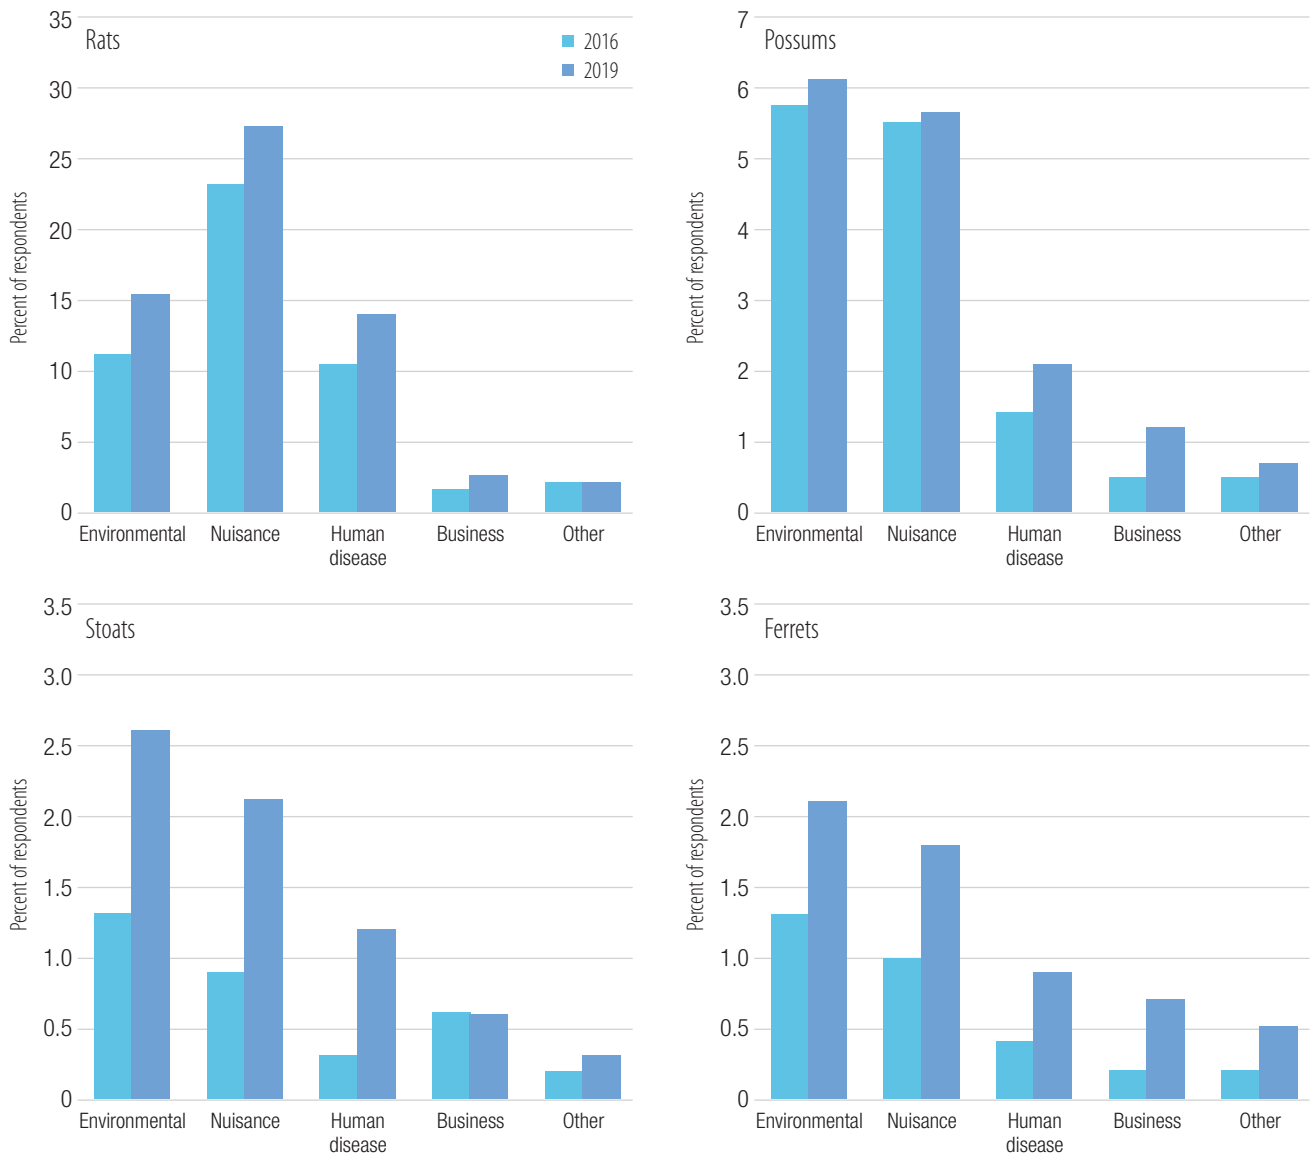 Rats
2016
2019
Percent of respondents
35
30
25
20
15
10
5
0
Environmental
Nuisance
Human
disease
Business
Other
Possums
Percent of respondents
7
6
5
4
3
2
1
0
Environmental
Nuisance
Human
disease
Business
Other
Stoats
Percent of respondents
3.5
3.0
2.5
2.0
1.5
1.0
0.5
0
Environmental
Nuisance
Human
disease
Business
Other
Ferrets
Percent of respondents
3.5
3.0
2.5
2.0
1.5
1.0
0.5
0
Environmental
Nuisance
Human
disease
Business
Other